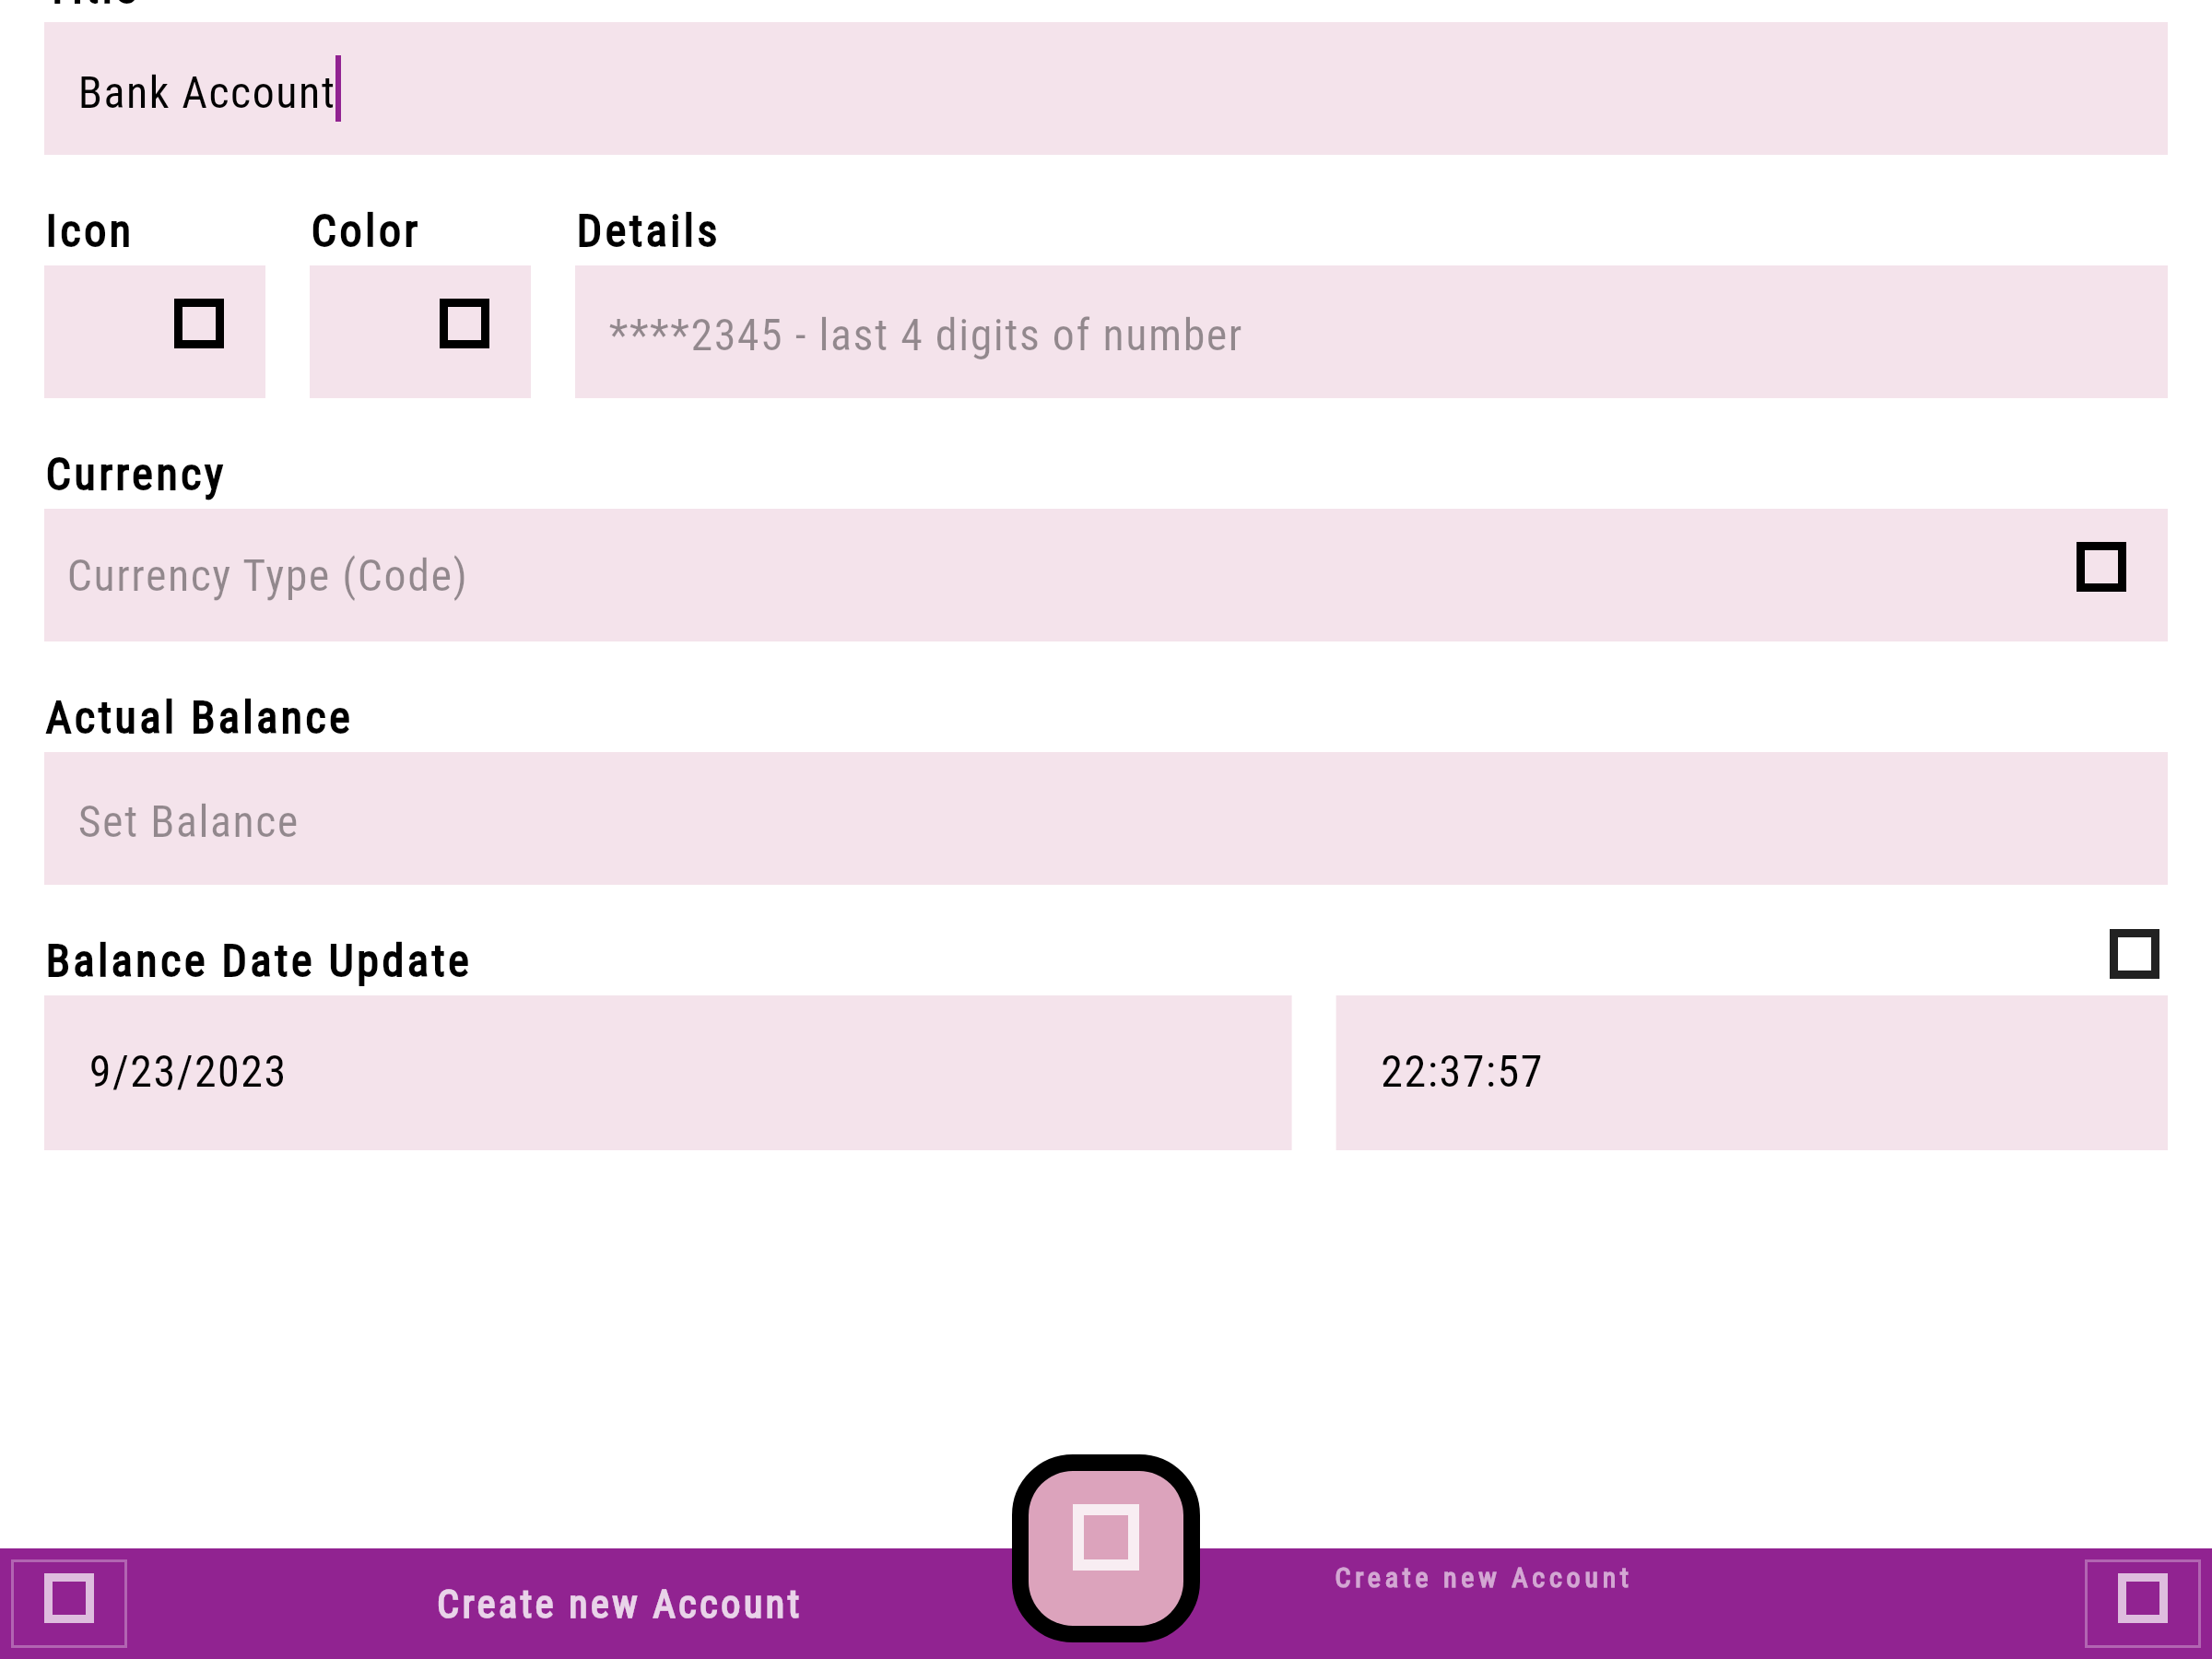 Title
Bank Account
Icon Color Details
****2345 - last 4 digits of number
Currency
Currency Type (Code)
Actual Balance
Set Balance
Balance Date Update
9/23/2023 22:37:57
Create new Account
Create new Account